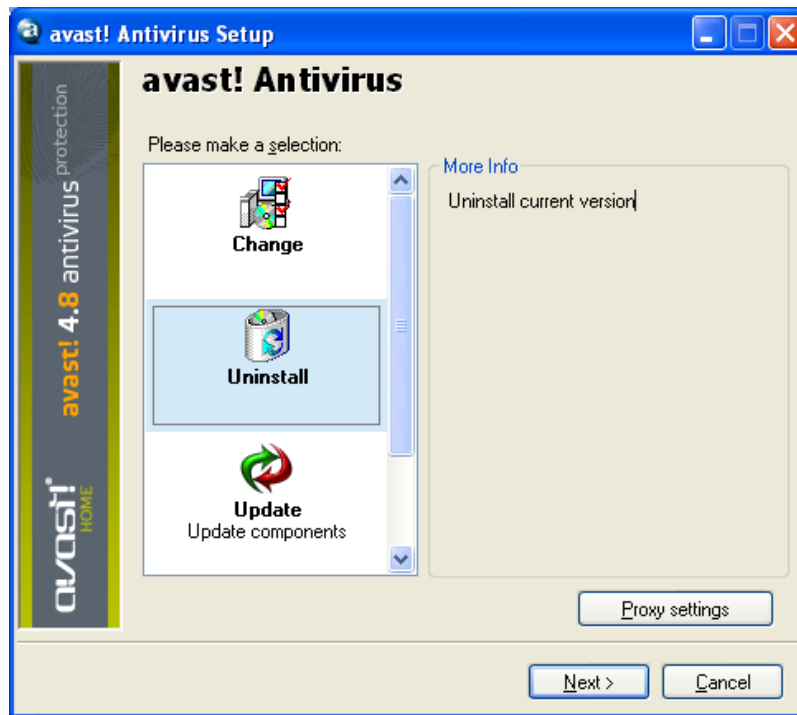 avast! Antivirus Setup
avast! Antivirus
Please make a selection:
Change
Uninstall
Update
Update components
More Info
Uninstall current version
Proxy settings
Next >
Cancel
avast! 4.8 antivirus protection
avast! HOME